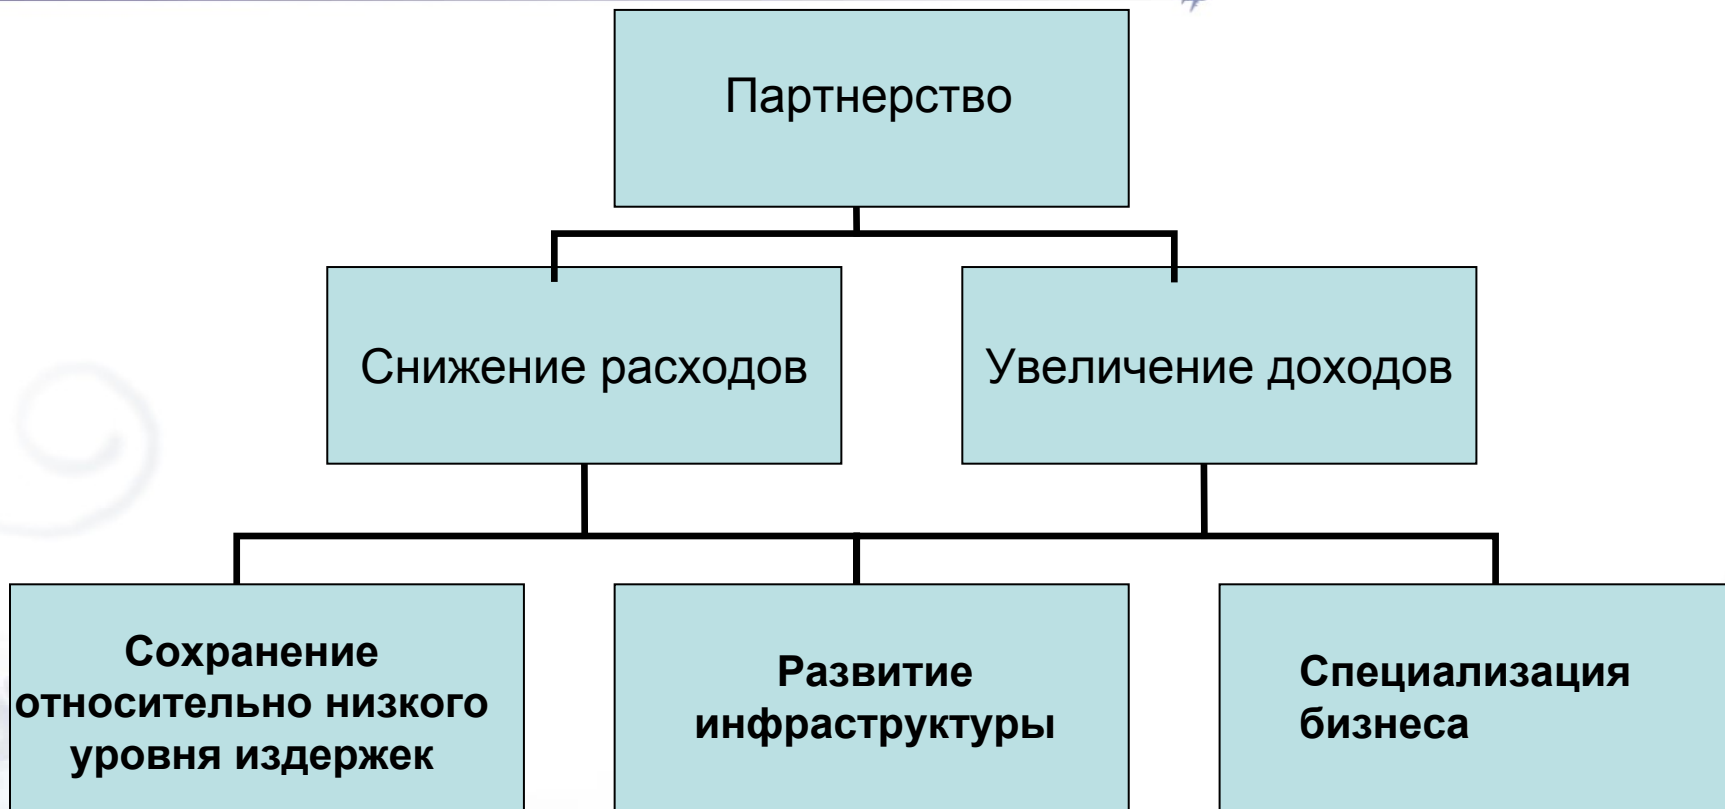 Партнерство
Снижение расходов
Увеличение доходов
Сохранение
относительно низкого
уровня издержек
Развитие
инфраструктуры
Специализация
бизнеса